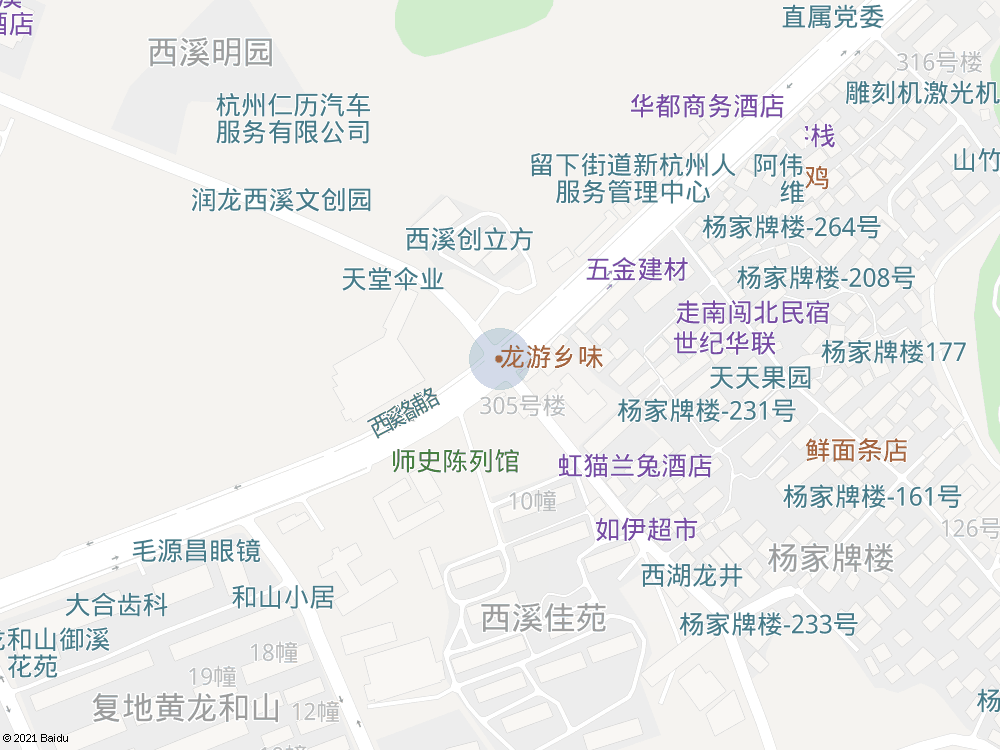 直属党委
酒店
西溪明园
316号楼
杭州仁历汽车
服务有限公司
华都商务酒店
雕刻机激光机
栈
留下街道新杭州人
服务管理中心
阿伟
维
鸡
山竹
润龙西溪文创园
杨家牌楼-264号
西溪创立方
天堂伞业
五金建材
杨家牌楼-208号
走南闯北民宿
世纪华联
龙游乡味
杨家牌楼177
天天果园
305号楼
杨家牌楼-231号
西溪路辅路
师史陈列馆
虹猫兰兔酒店
鲜面条店
杨家牌楼-161号
10幢
如伊超市
126号
毛源昌眼镜
杨家牌楼
西湖龙井
大合齿科
和山小居
西溪佳苑
杨家牌楼-233号
龙和山御溪
花苑
18幢
19幢
复地黄龙和山
12幢
杨
© 2021 Baidu